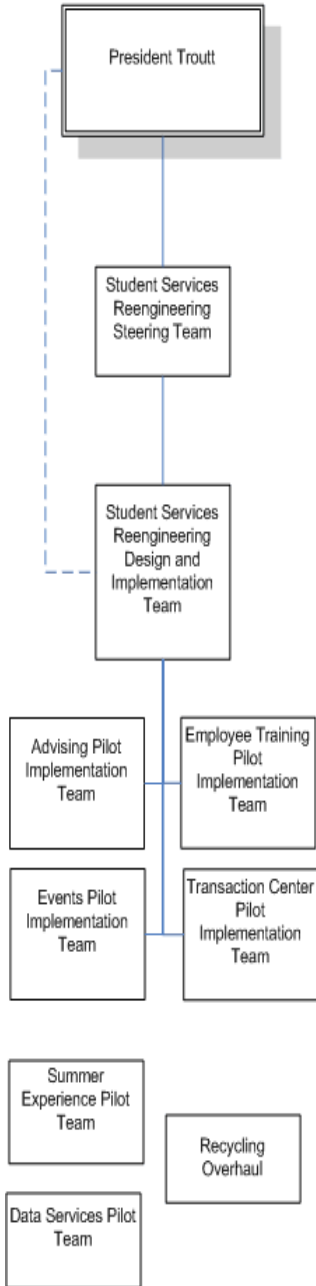 President Troutt
Student Services
Reengineering
Steering Team
Student Services
Reengineering
Design and
Implementation
Team
Advising Pilot
Implementation
Team
Employee Training
Pilot
Implementation
Team
Events Pilot
Implementation
Team
Transaction Center
Pilot
Implementation
Team
Summer
Experience Pilot
Team
Recycling
Overhaul
Data Services Pilot
Team